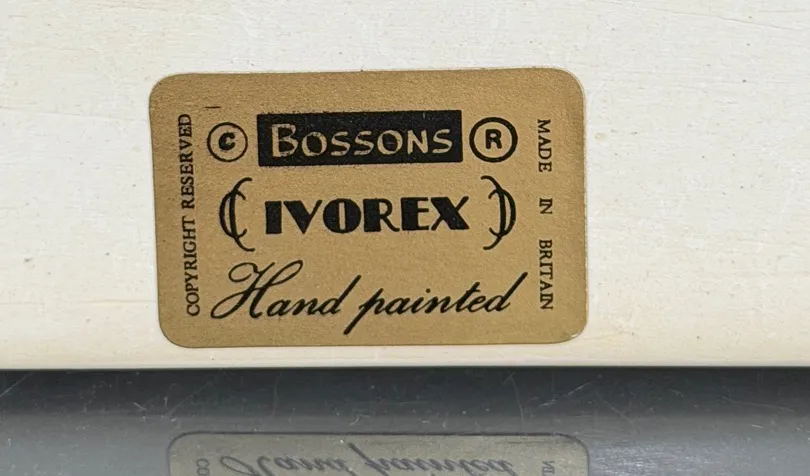 COPYRIGHT RESERVED
© BOSSONS ®
(IVOREX)
Hand painted
MADE IN BRITAIN